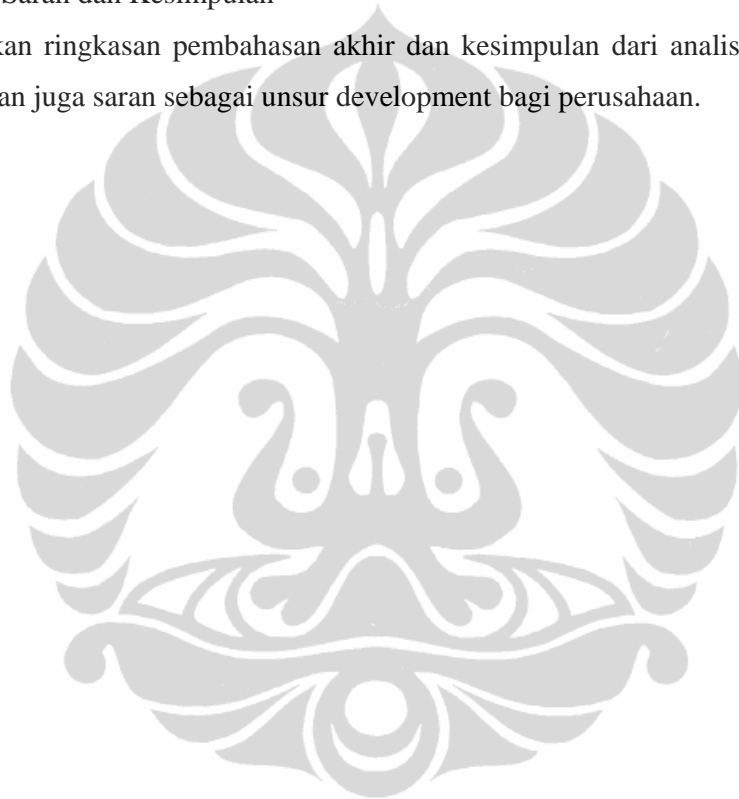 Saran dan Kesimpulan
kan ringkasan pembahasan akhir dan kesimpulan dari analis
an juga saran sebagai unsur development bagi perusahaan.